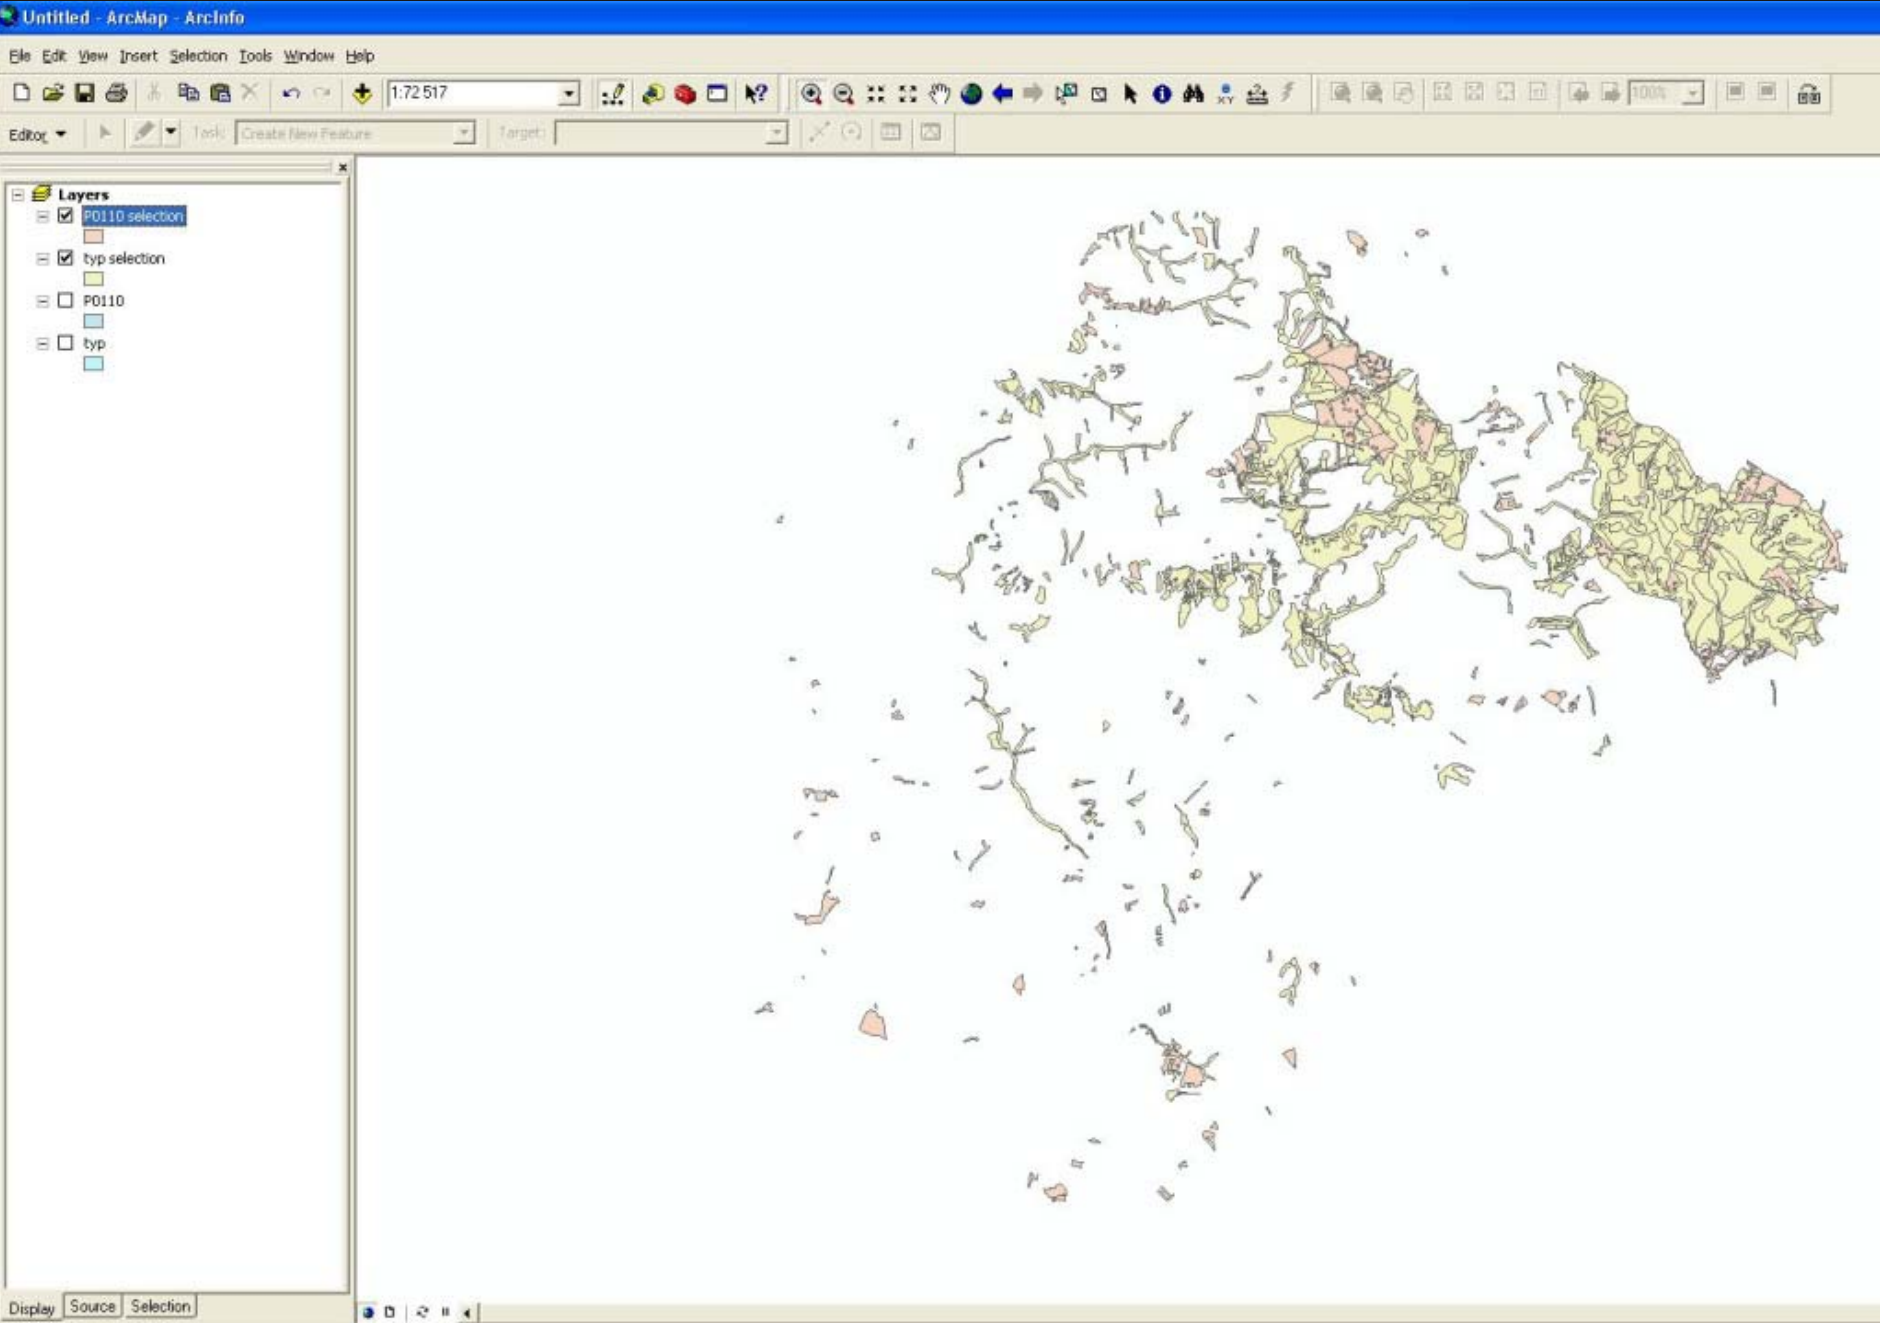 Untitled - ArcMap - ArcInfo
File Edit View Insert Selection Tools Window Help
1:72 517
100%
Editor Task: Create New Feature Target:
Layers
P0110 selection
typ selection
P0110
typ
Display Source Selection